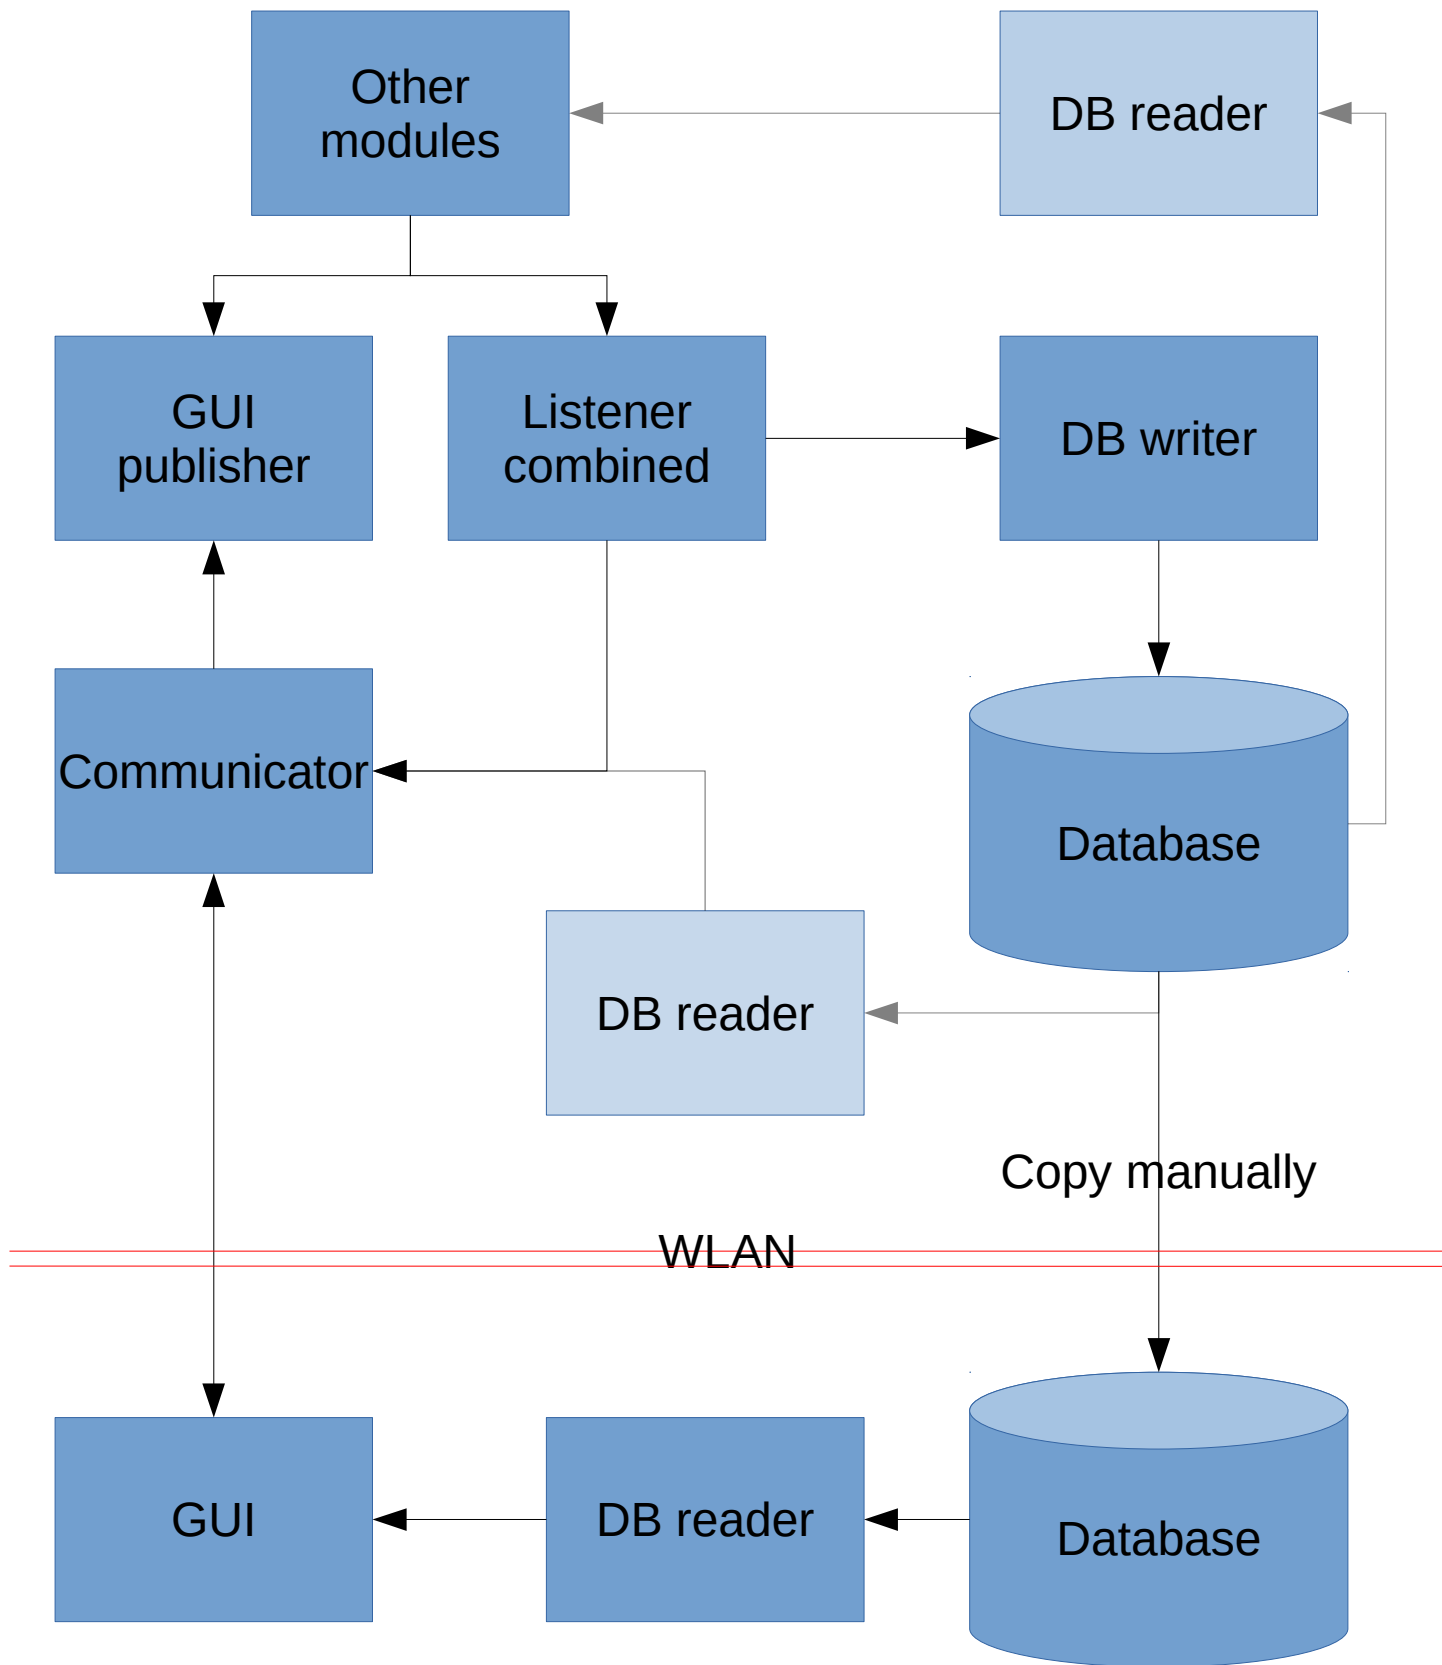 Other
modules
DB reader
GUI
publisher
Listener
combined
DB writer
Communicator
Database
DB reader
Copy manually
WLAN
GUI
DB reader
Database